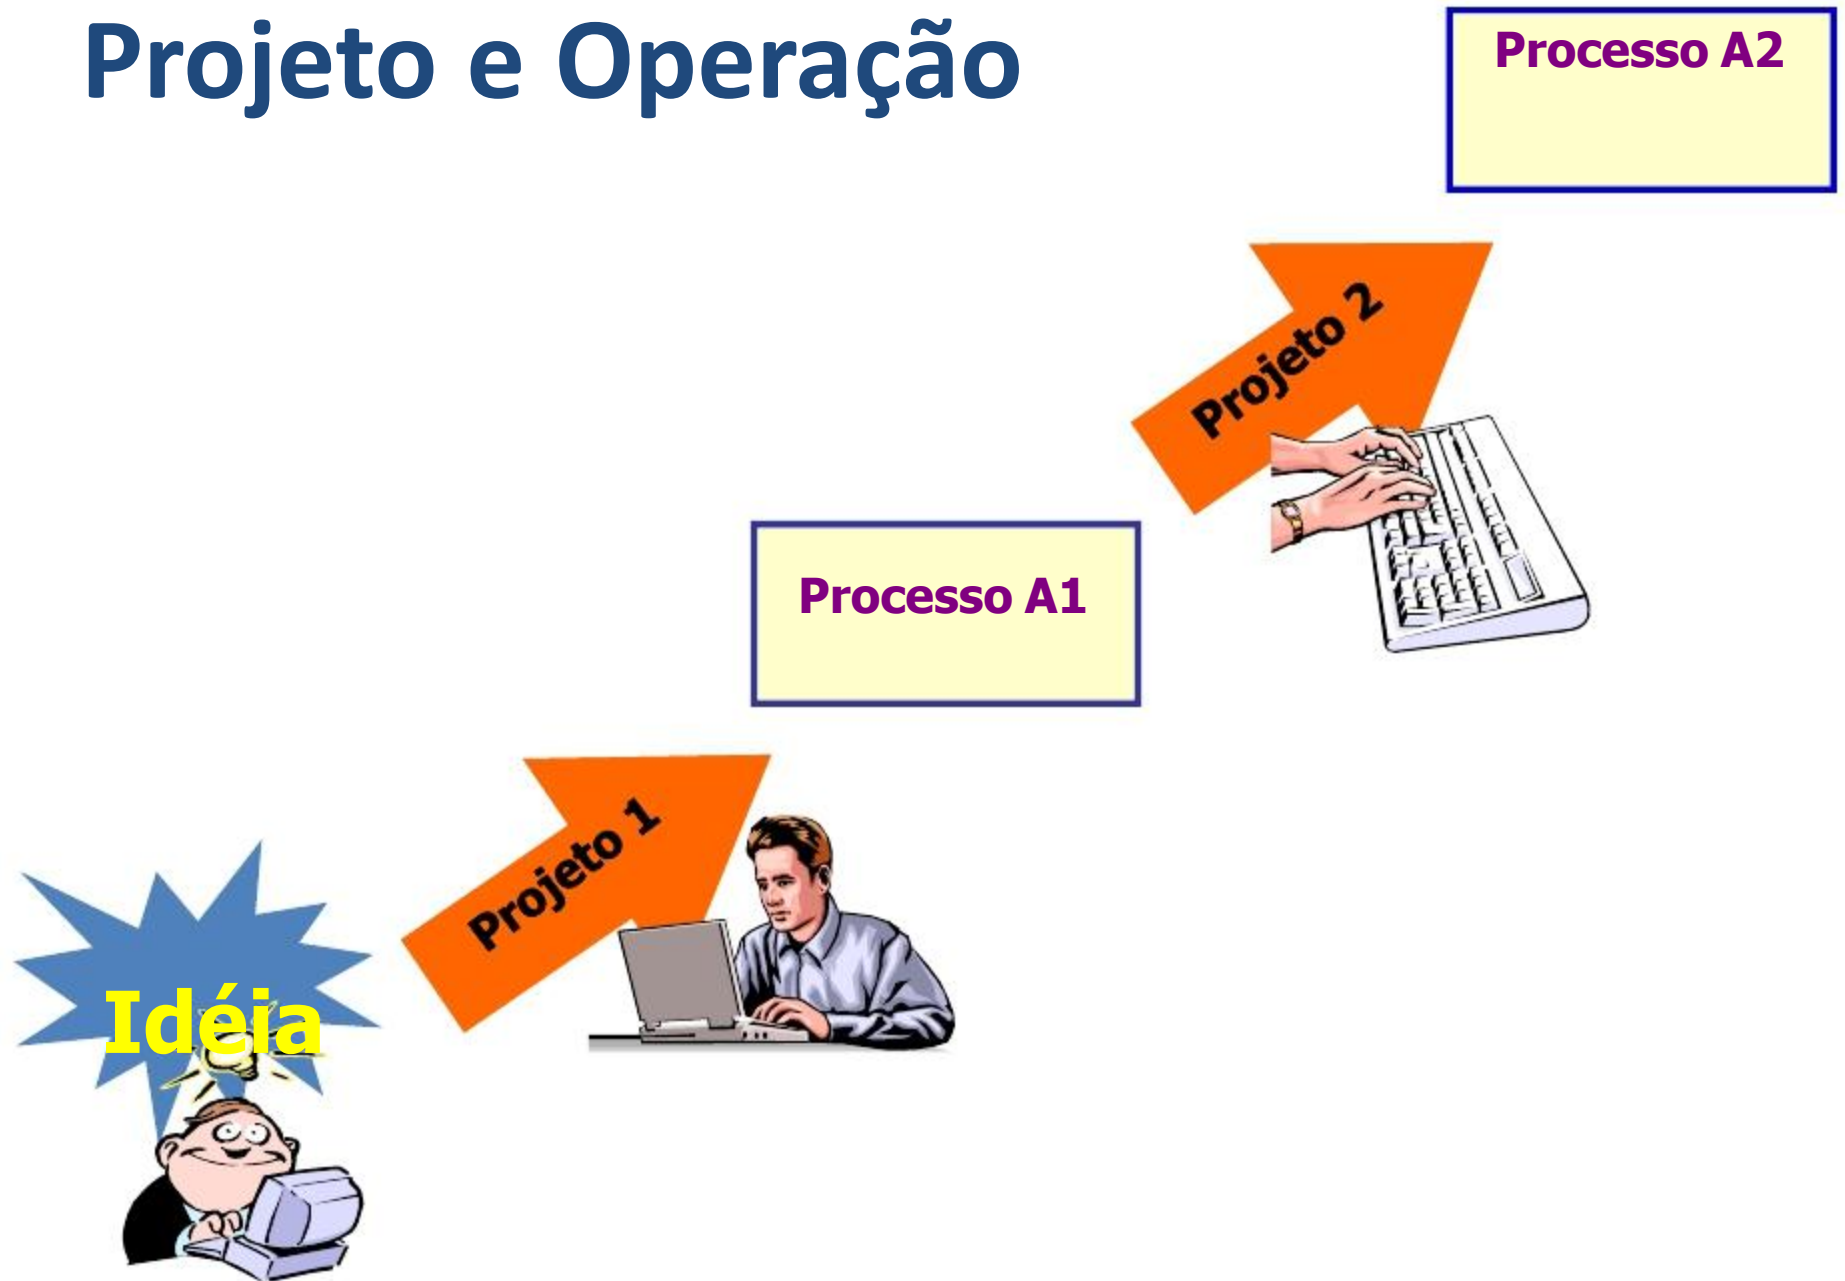 Projeto e Operação
Processo A2
Projeto 2
Processo A1
Projeto 1
Idéia